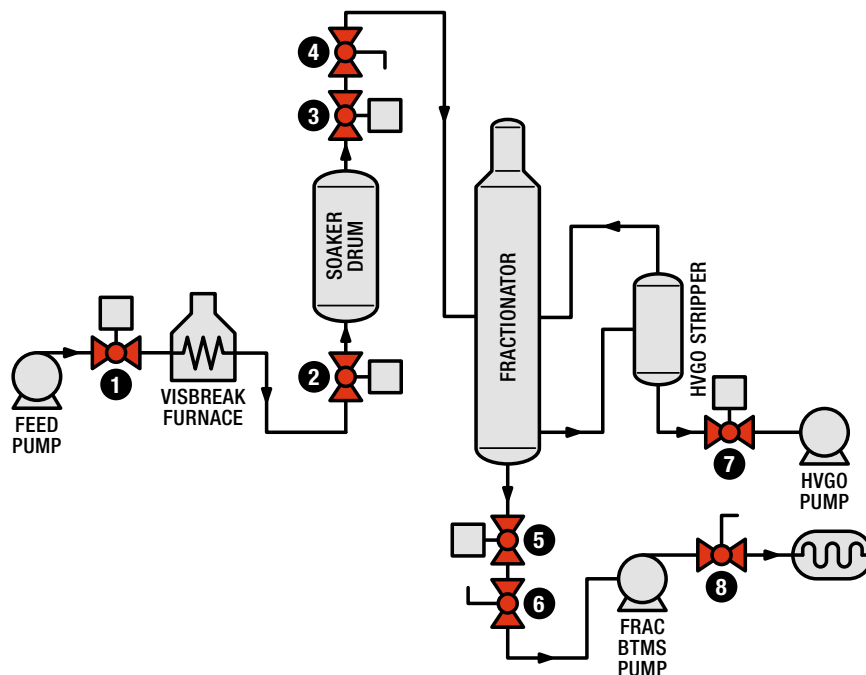 4
3
SOAKER
DRUM
FRACTIONATOR
HVGO STRIPPER
1
2
VISBREAK
FURNACE
FEED
PUMP
7
HVGO
PUMP
5
6
8
FRAC
BTMS
PUMP